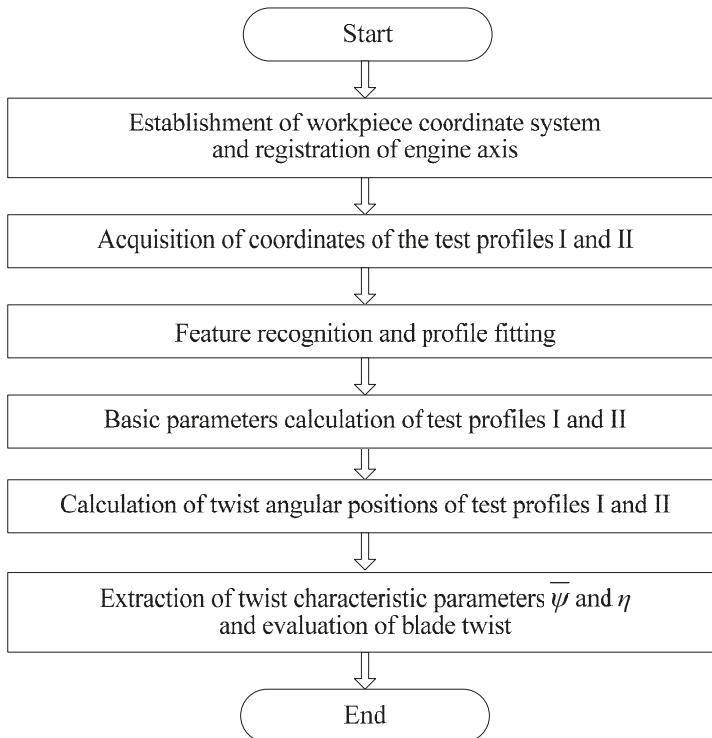 Start
Establishment of workpiece coordinate system
and registration of engine axis
Acquisition of coordinates of the test profiles I and II
Feature recognition and profile fitting
Basic parameters calculation of test profiles I and II
Calculation of twist angular positions of test profiles I and II
Extraction of twist characteristic parameters ψ̅ and η
and evaluation of blade twist
End